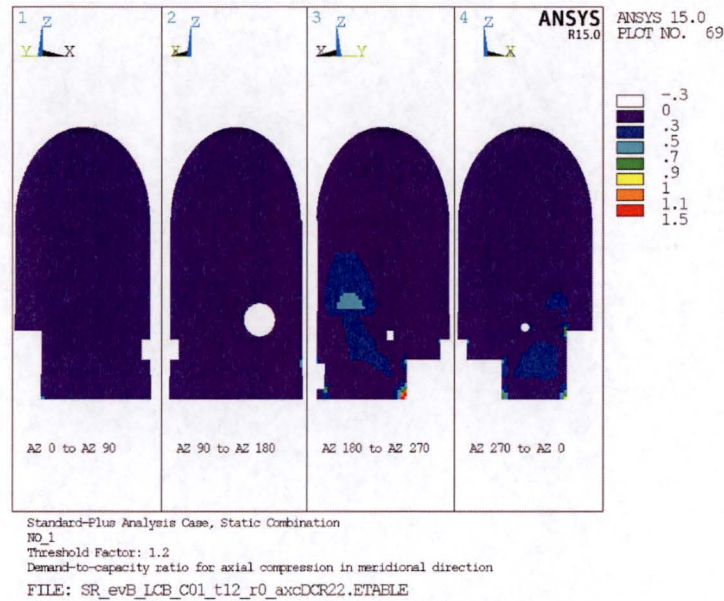 1
Z
Y
X
2
Z
X
3
Z
X
Y
4
Z
X
ANSYS
R15.0
ANSYS 15.0
PLOT NO. 69
-.3
0
.3
.5
.7
.9
1
1.1
1.5
AZ 0 to AZ 90
AZ 90 to AZ 180
AZ 180 to AZ 270
AZ 270 to AZ 0
Standard-Plus Analysis Case, Static Combination
NO_1
Threshold Factor: 1.2
Demand-to-capacity ratio for axial compression in meridional direction
FILE: SR_evB_LCB_C01_t12_r0_axcDCR22.ETABLE